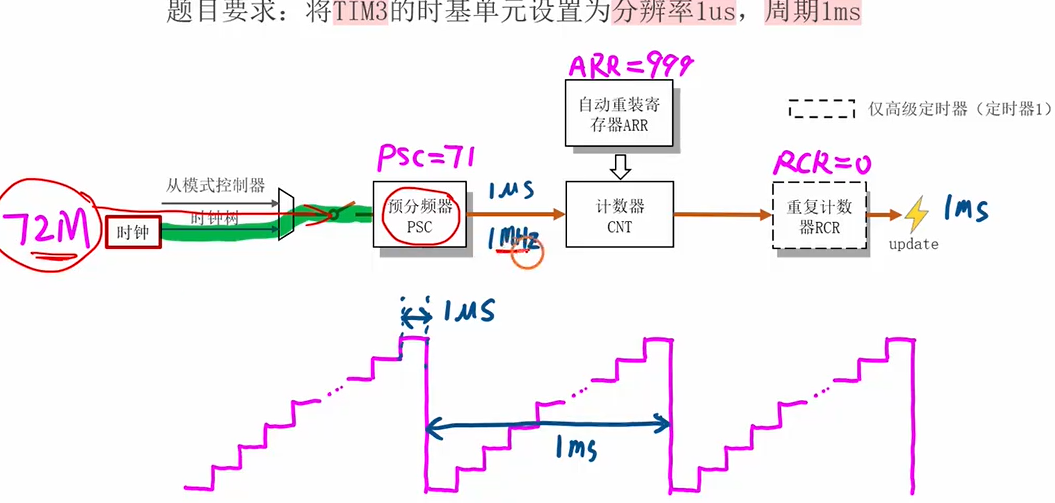 题目要求：将TIM3的时基单元设置为分辨率1us，周期1ms
ARR=999
自动重装寄
存器ARR
仅高级定时器（定时器1）
PSC=71
RCR=0
从模式控制器
72M
时钟树
时钟
预分频器
PSC
1μs
1MHz
计数器
CNT
重复计数
器RCR
1ms
update
1μs
1ms